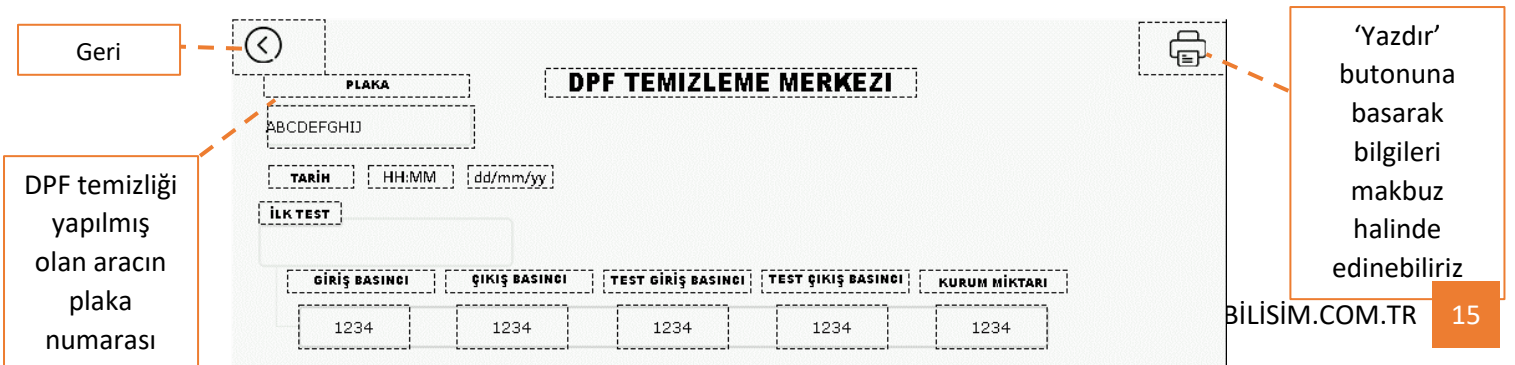 Geri
DPF temizliği
yapılmış
olan aracın
plaka
numarası
PLAKA
DPF TEMIZLEME MERKEZI
ABCDEFGHIJ
TARİH HH:MM dd/mm/yy
İLK TEST
GİRİŞ BASINCI ÇIKIŞ BASINCI TEST GİRİŞ BASINCI TEST ÇIKIŞ BASINCI KURUM MİKTARI
1234 1234 1234 1234 1234
‘Yazdır’
butonuna
basarak
bilgileri
makbuz
halinde
edinebiliriz
BİLİSİM.COM.TR 15